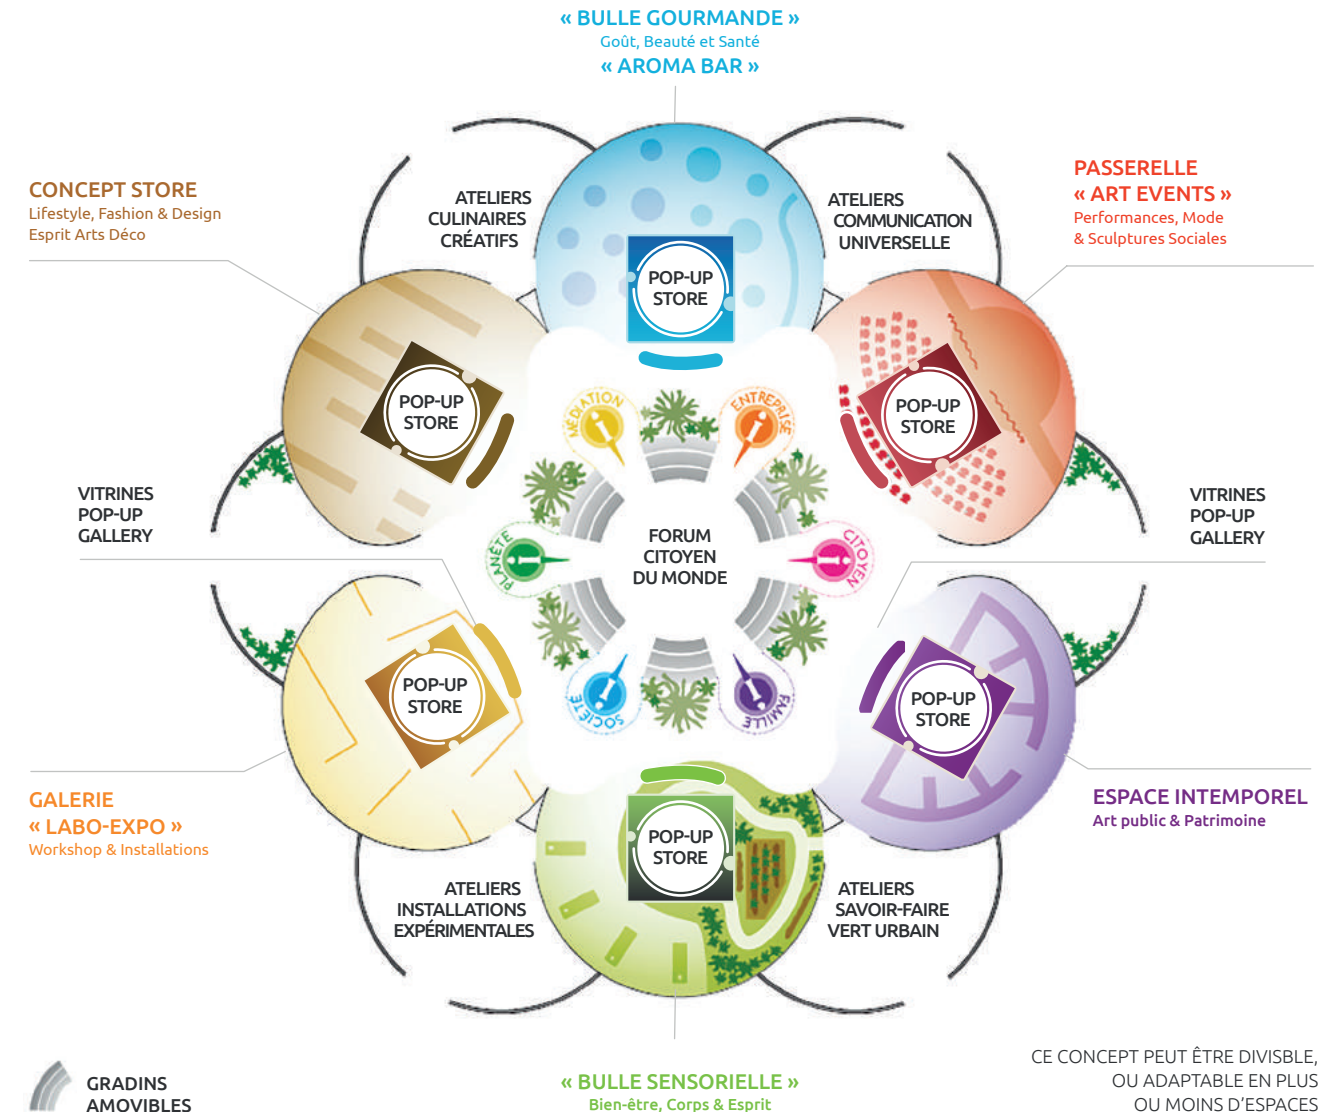 « BULLE GOURMANDE »
Goût, Beauté et Santé
« AROMA BAR »
CONCEPT STORE
Lifestyle, Fashion & Design
Esprit Arts Déco
ATELIERS
CULINAIRES
CRÉATIFS
ATELIERS
COMMUNICATION
UNIVERSELLE
PASSERELLE
« ART EVENTS »
Performances, Mode
& Sculptures Sociales
POP-UP
STORE
POP-UP
STORE
POP-UP
STORE
MÉDIATION
ENTREPRISE
VITRINES
POP-UP
GALLERY
VITRINES
POP-UP
GALLERY
FORUM
CITOYEN
DU MONDE
PLANÈTE
CITOYEN
SOCIÉTÉ
FAMILLE
POP-UP
STORE
POP-UP
STORE
GALERIE
« LABO-EXPO »
Workshop & Installations
ESPACE INTEMPOREL
Art public & Patrimoine
POP-UP
STORE
ATELIERS
INSTALLATIONS
EXPÉRIMENTALES
ATELIERS
SAVOIR-FAIRE
VERT URBAIN
GRADINS
AMOVIBLES
« BULLE SENSORIELLE »
Bien-être, Corps & Esprit
CE CONCEPT PEUT ÊTRE DIVISBLE,
OU ADAPTABLE EN PLUS
OU MOINS D'ESPACES